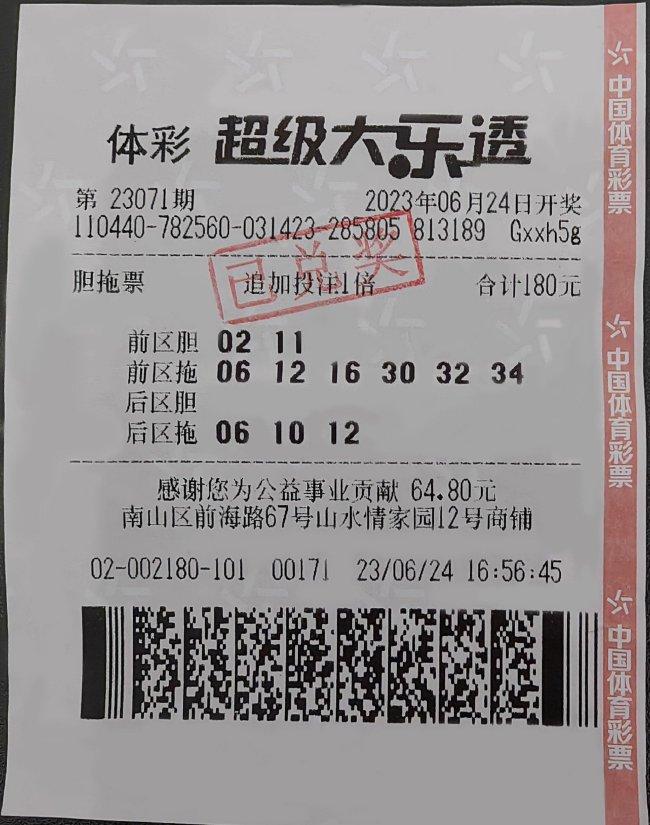 体彩 超级大乐透
第 23071期 2023年06月24日开奖
110440-782560-031423-285805 813189 Gxxh5g
已兑奖
胆拖票 追加投注1倍 合计180元
前区胆 02 11
前区拖 06 12 16 30 32 34
后区胆
后区拖 06 10 12
感谢您为公益事业贡献 64.80元
南山区前海路67号山水情家园12号商铺
02-002180-101 00171 23/06/24 16:56:45
中国体育彩票
中国体育彩票
中国体育彩票